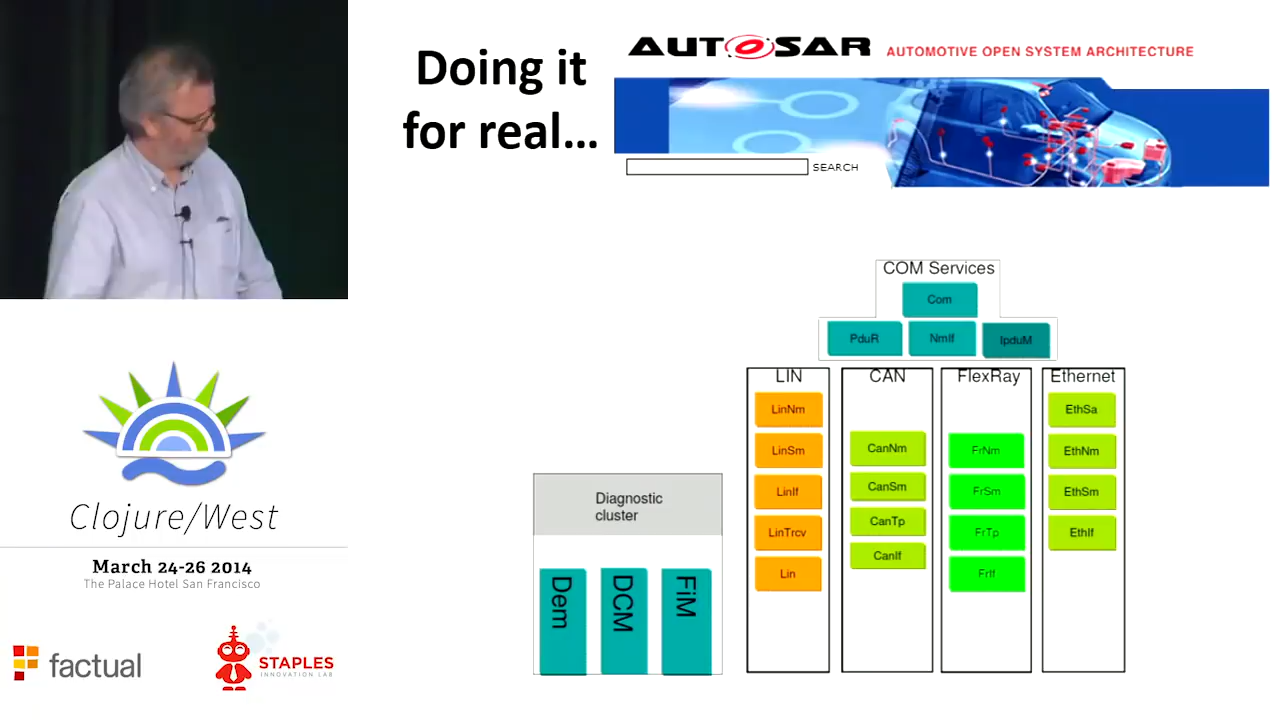 Doing it
for real...
AUTOSAR AUTOMOTIVE OPEN SYSTEM ARCHITECTURE
SEARCH
COM Services
Com
PduR NmIf IpduM
LIN CAN FlexRay Ethernet
LinNm
LinSm
LinIf
LinTrcv
Lin
CanNm
CanSm
CanTp
CanIf
FrNm
FrSm
FrTp
FrIf
EthSa
EthNm
EthSm
EthIf
Diagnostic
cluster
Dem
DCM
FiM
Clojure/West
March 24-26 2014
The Palace Hotel San Francisco
factual
STAPLES
INNOVATION LAB